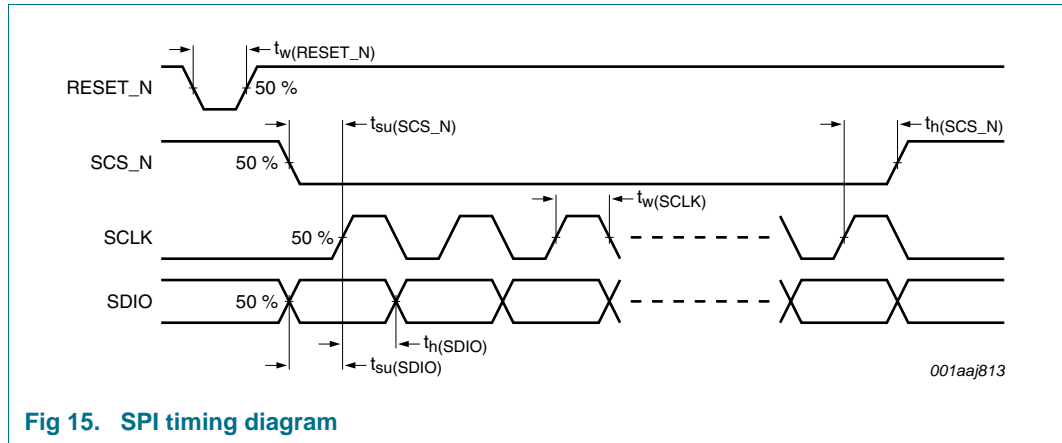 tw(RESET_N)
RESET_N
50 %
tsu(SCS_N)
th(SCS_N)
SCS_N
50 %
tw(SCLK)
SCLK
50 %
SDIO
50 %
th(SDIO)
tsu(SDIO)
001aaj813
Fig 15. SPI timing diagram